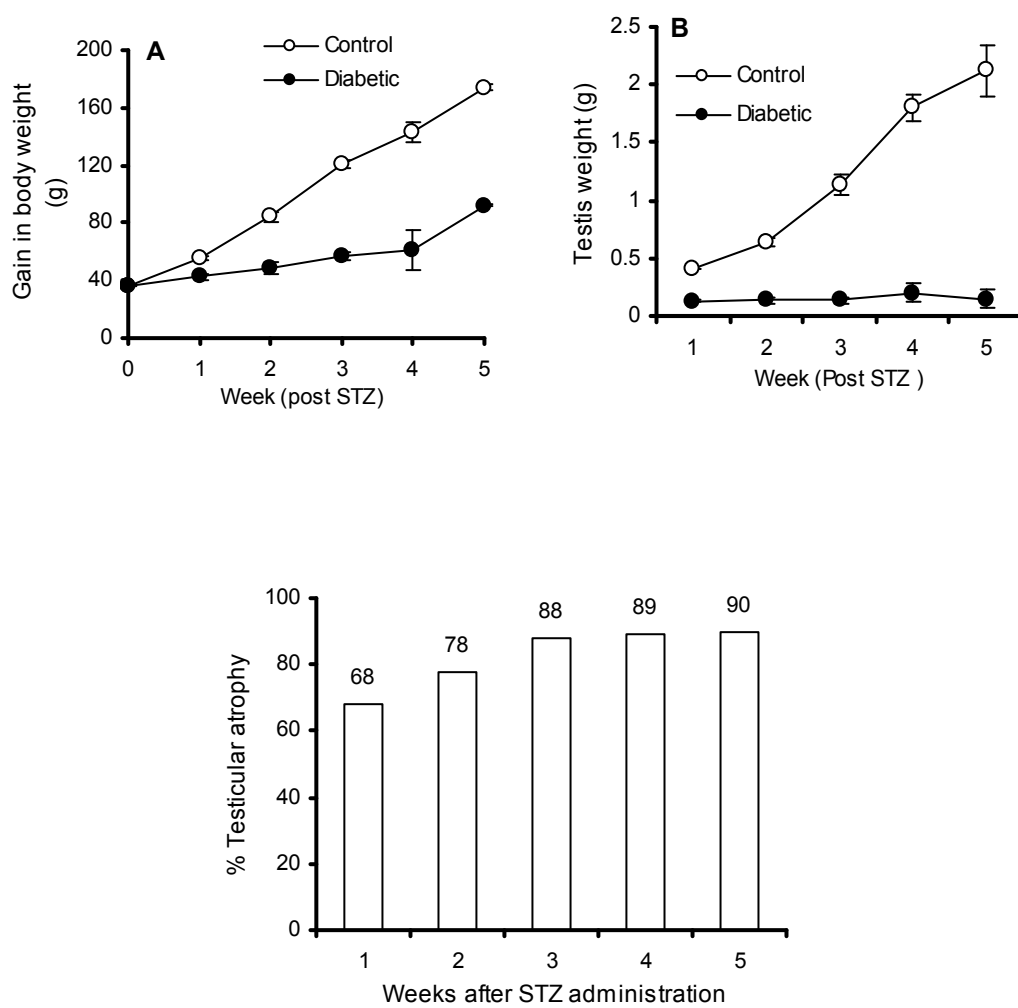 A
Control
Diabetic
200
160
120
80
40
0
Gain in body weight
(g)
0 1 2 3 4 5
Week (post STZ)
B
Control
Diabetic
2.5
2
1.5
1
0.5
0
Testis weight (g)
1 2 3 4 5
Week (Post STZ )
100
80
60
40
20
0
% Testicular atrophy
68 78 88 89 90
1 2 3 4 5
Weeks after STZ administration